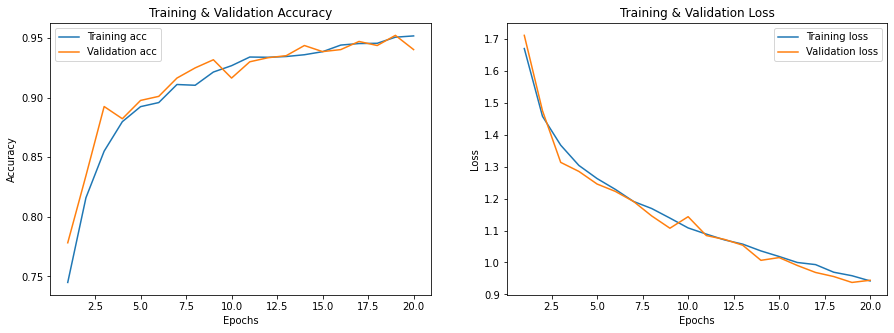 Training & Validation Accuracy
Training acc
Validation acc
0.95
0.90
0.85
0.80
0.75
Accuracy
2.5 5.0 7.5 10.0 12.5 15.0 17.5 20.0
Epochs
Training & Validation Loss
Training loss
Validation loss
1.7
1.6
1.5
1.4
1.3
1.2
1.1
1.0
0.9
Loss
2.5 5.0 7.5 10.0 12.5 15.0 17.5 20.0
Epochs